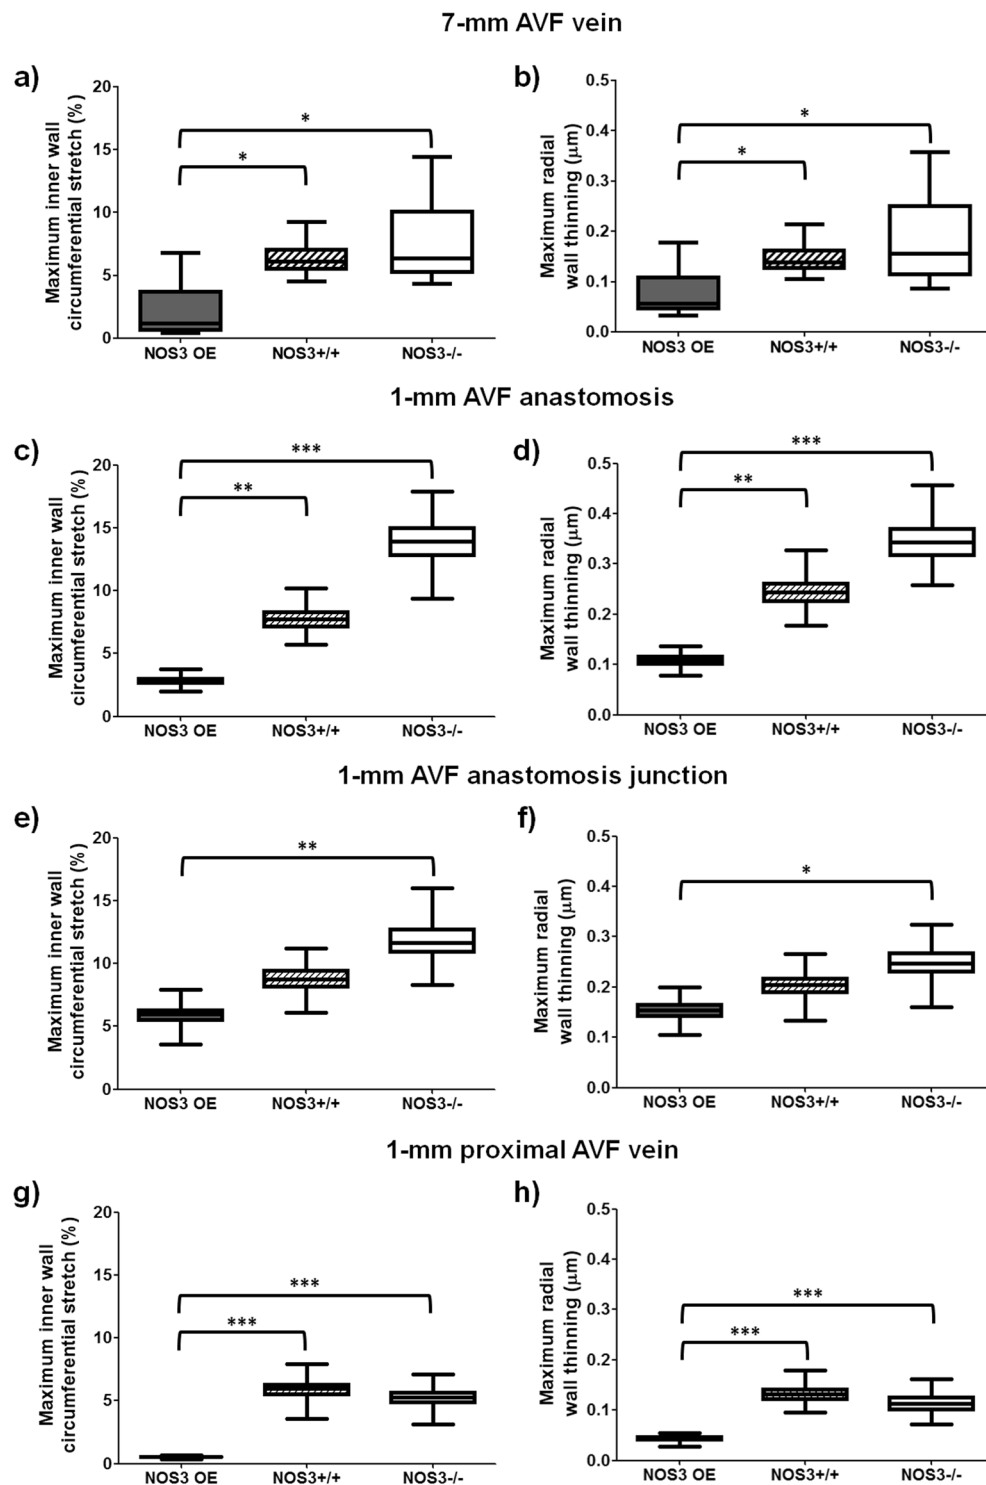 7-mm AVF vein
a)
Maximum inner wall
circumferential stretch (%)
20
15
10
5
0
*
*
NOS3 OE
NOS3+/+
NOS3-/-
b)
Maximum radial
wall thinning (μm)
0.5
0.4
0.3
0.2
0.1
0.0
*
*
NOS3 OE
NOS3+/+
NOS3-/-
1-mm AVF anastomosis
c)
Maximum inner wall
circumferential stretch (%)
20
15
10
5
0
***
**
NOS3 OE
NOS3+/+
NOS3-/-
d)
Maximum radial
wall thinning (μm)
0.5
0.4
0.3
0.2
0.1
0.0
***
**
NOS3 OE
NOS3+/+
NOS3-/-
1-mm AVF anastomosis junction
e)
Maximum inner wall
circumferential stretch (%)
20
15
10
5
0
**
NOS3 OE
NOS3+/+
NOS3-/-
f)
Maximum radial
wall thinning (μm)
0.5
0.4
0.3
0.2
0.1
0.0
*
NOS3 OE
NOS3+/+
NOS3-/-
1-mm proximal AVF vein
g)
Maximum inner wall
circumferential stretch (%)
20
15
10
5
0
***
***
NOS3 OE
NOS3+/+
NOS3-/-
h)
Maximum radial
wall thinning (μm)
0.5
0.4
0.3
0.2
0.1
0.0
***
***
NOS3 OE
NOS3+/+
NOS3-/-